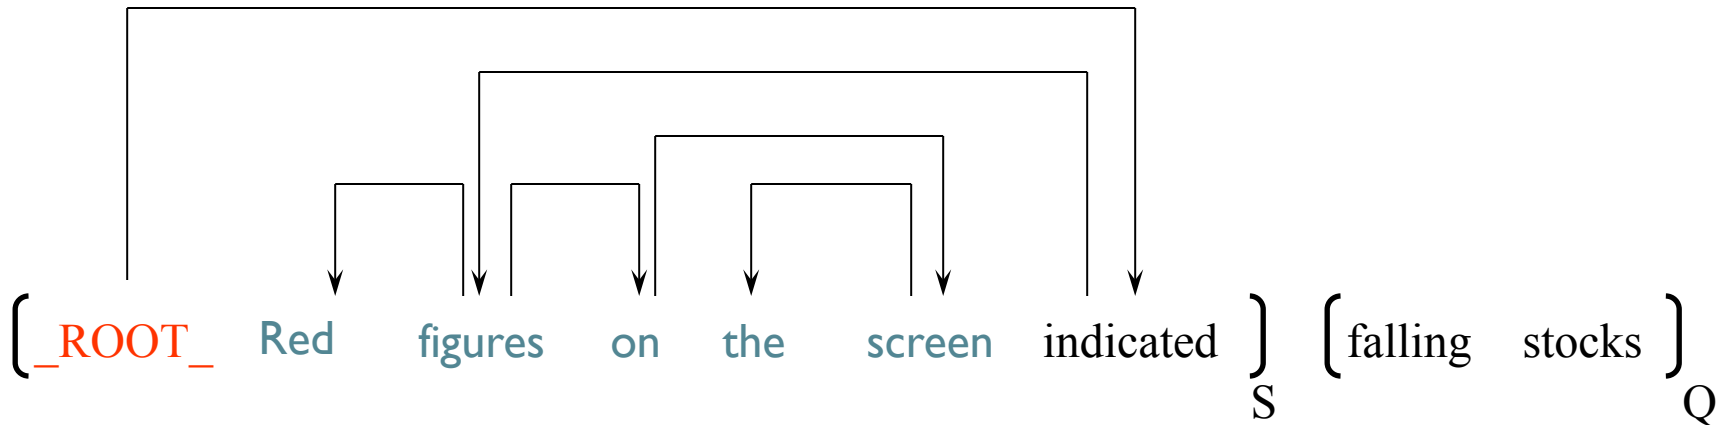 _ROOT_ Red figures on the screen indicated falling stocks
S Q